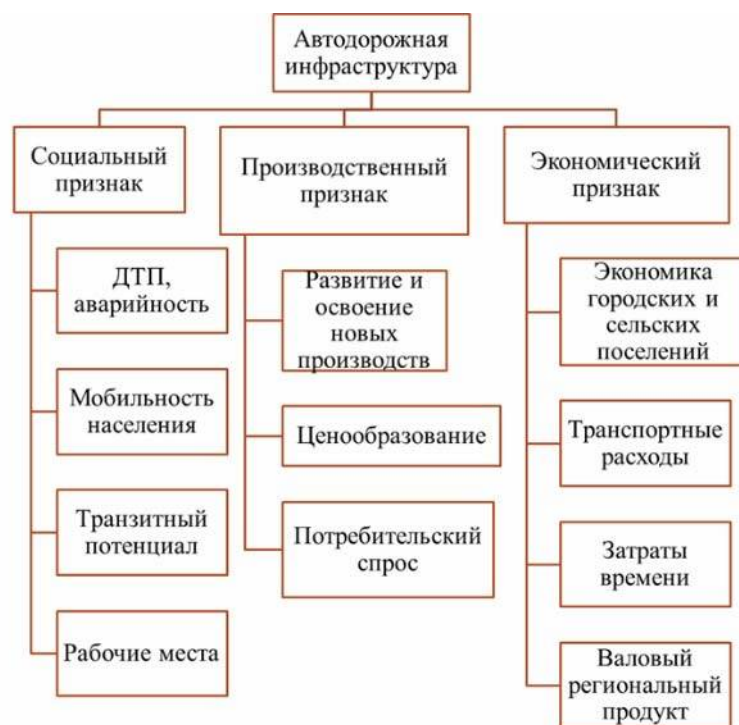 Автодорожная
инфраструктура
Социальный
признак
ДТП,
аварийность
Мобильность
населения
Транзитный
потенциал
Рабочие места
Производственный
признак
Развитие и
освоение
новых
производств
Ценообразование
Потребительский
спрос
Экономический
признак
Экономика
городских и
сельских
поселений
Транспортные
расходы
Затраты
времени
Валовый
региональный
продукт